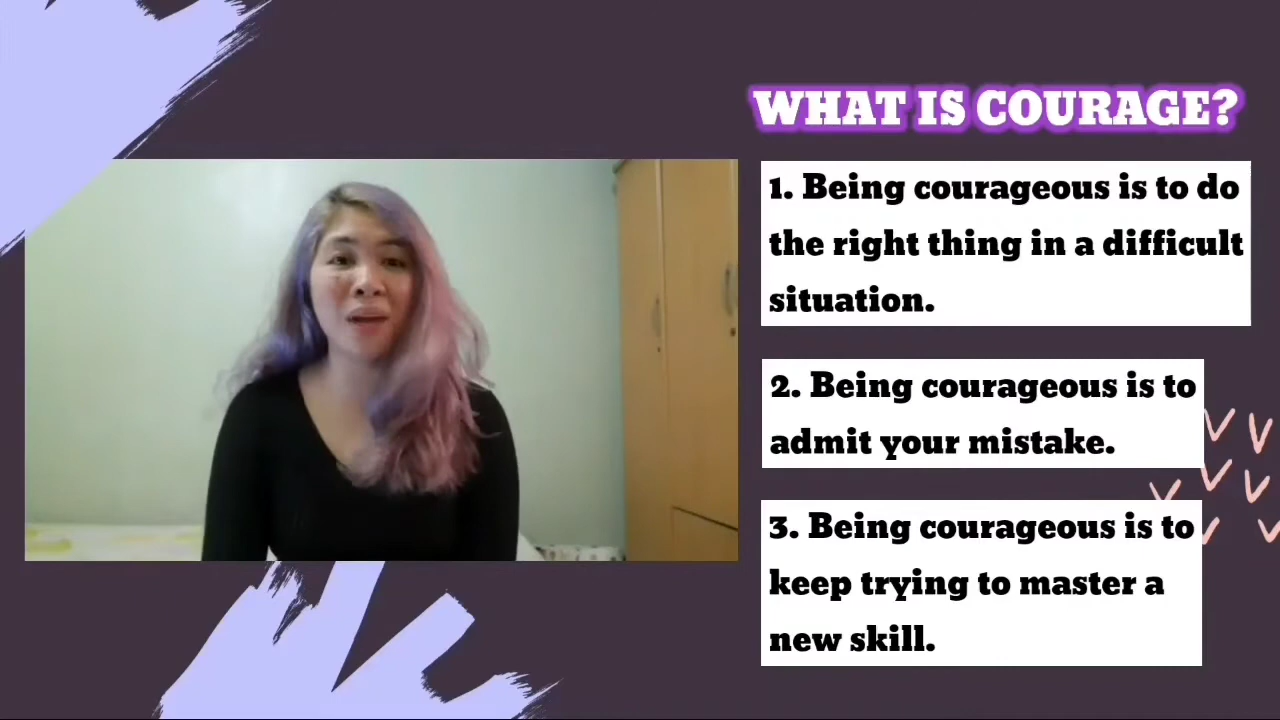 WHAT IS COURAGE?
1. Being courageous is to do
the right thing in a difficult
situation.
2. Being courageous is to
admit your mistake.
3. Being courageous is to
keep trying to master a
new skill.